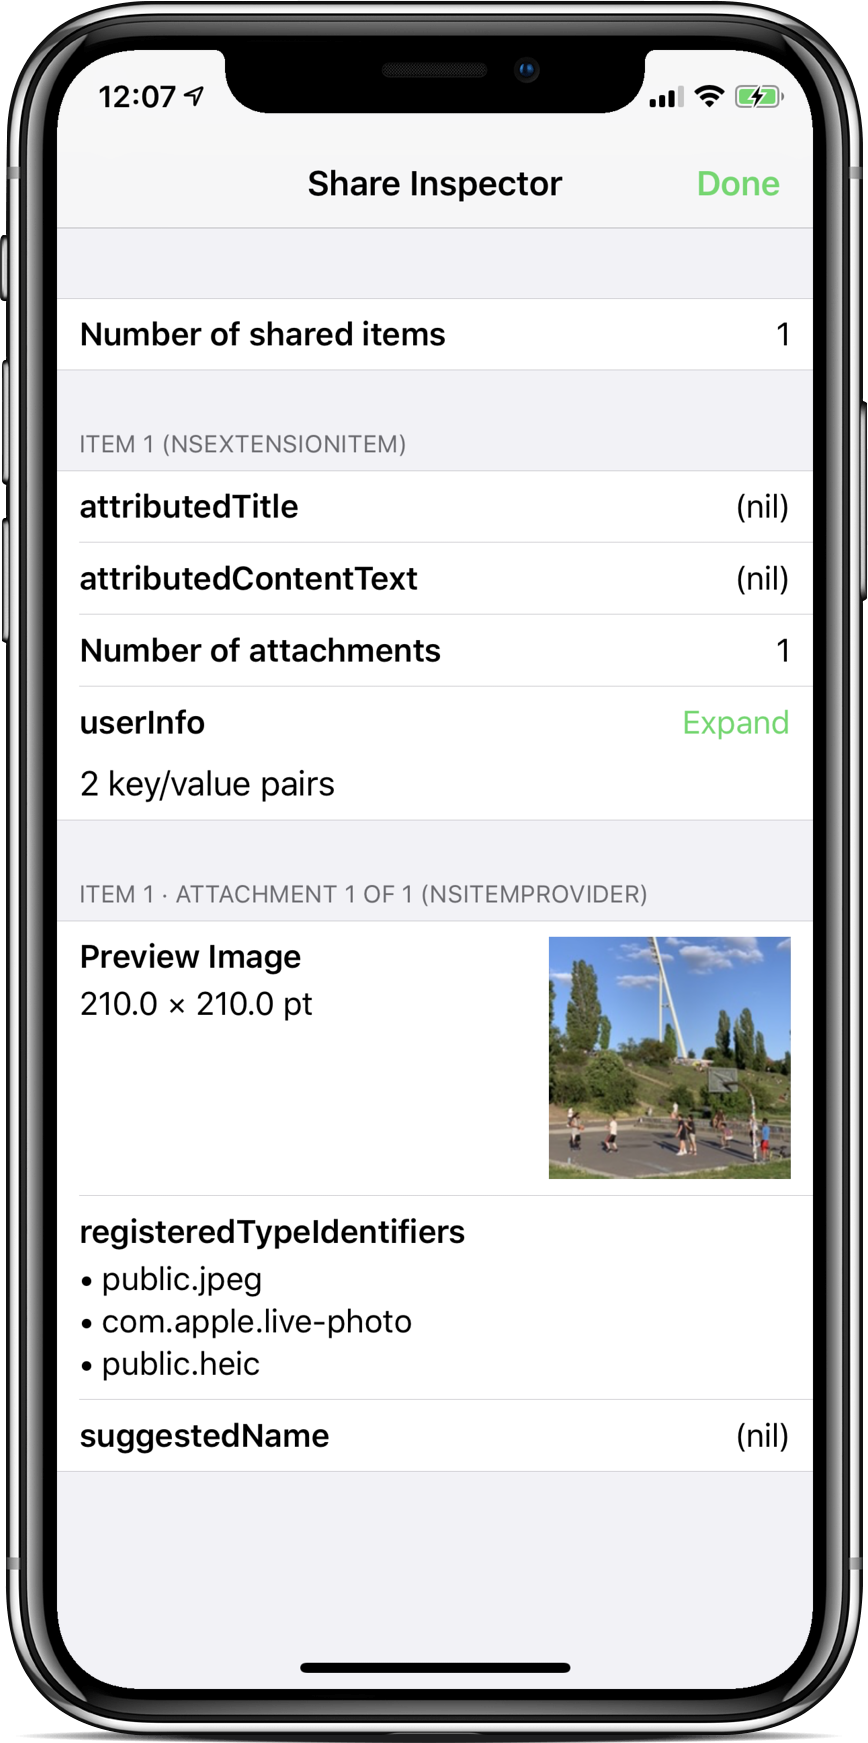 12:07
Share Inspector
Done
Number of shared items 1
ITEM 1 (NSEXTENSIONITEM)
attributedTitle (nil)
attributedContentText (nil)
Number of attachments 1
userInfo Expand
2 key/value pairs
ITEM 1 · ATTACHMENT 1 OF 1 (NSITEMPROVIDER)
Preview Image
210.0 × 210.0 pt
registeredTypeIdentifiers
• public.jpeg
• com.apple.live-photo
• public.heic
suggestedName (nil)